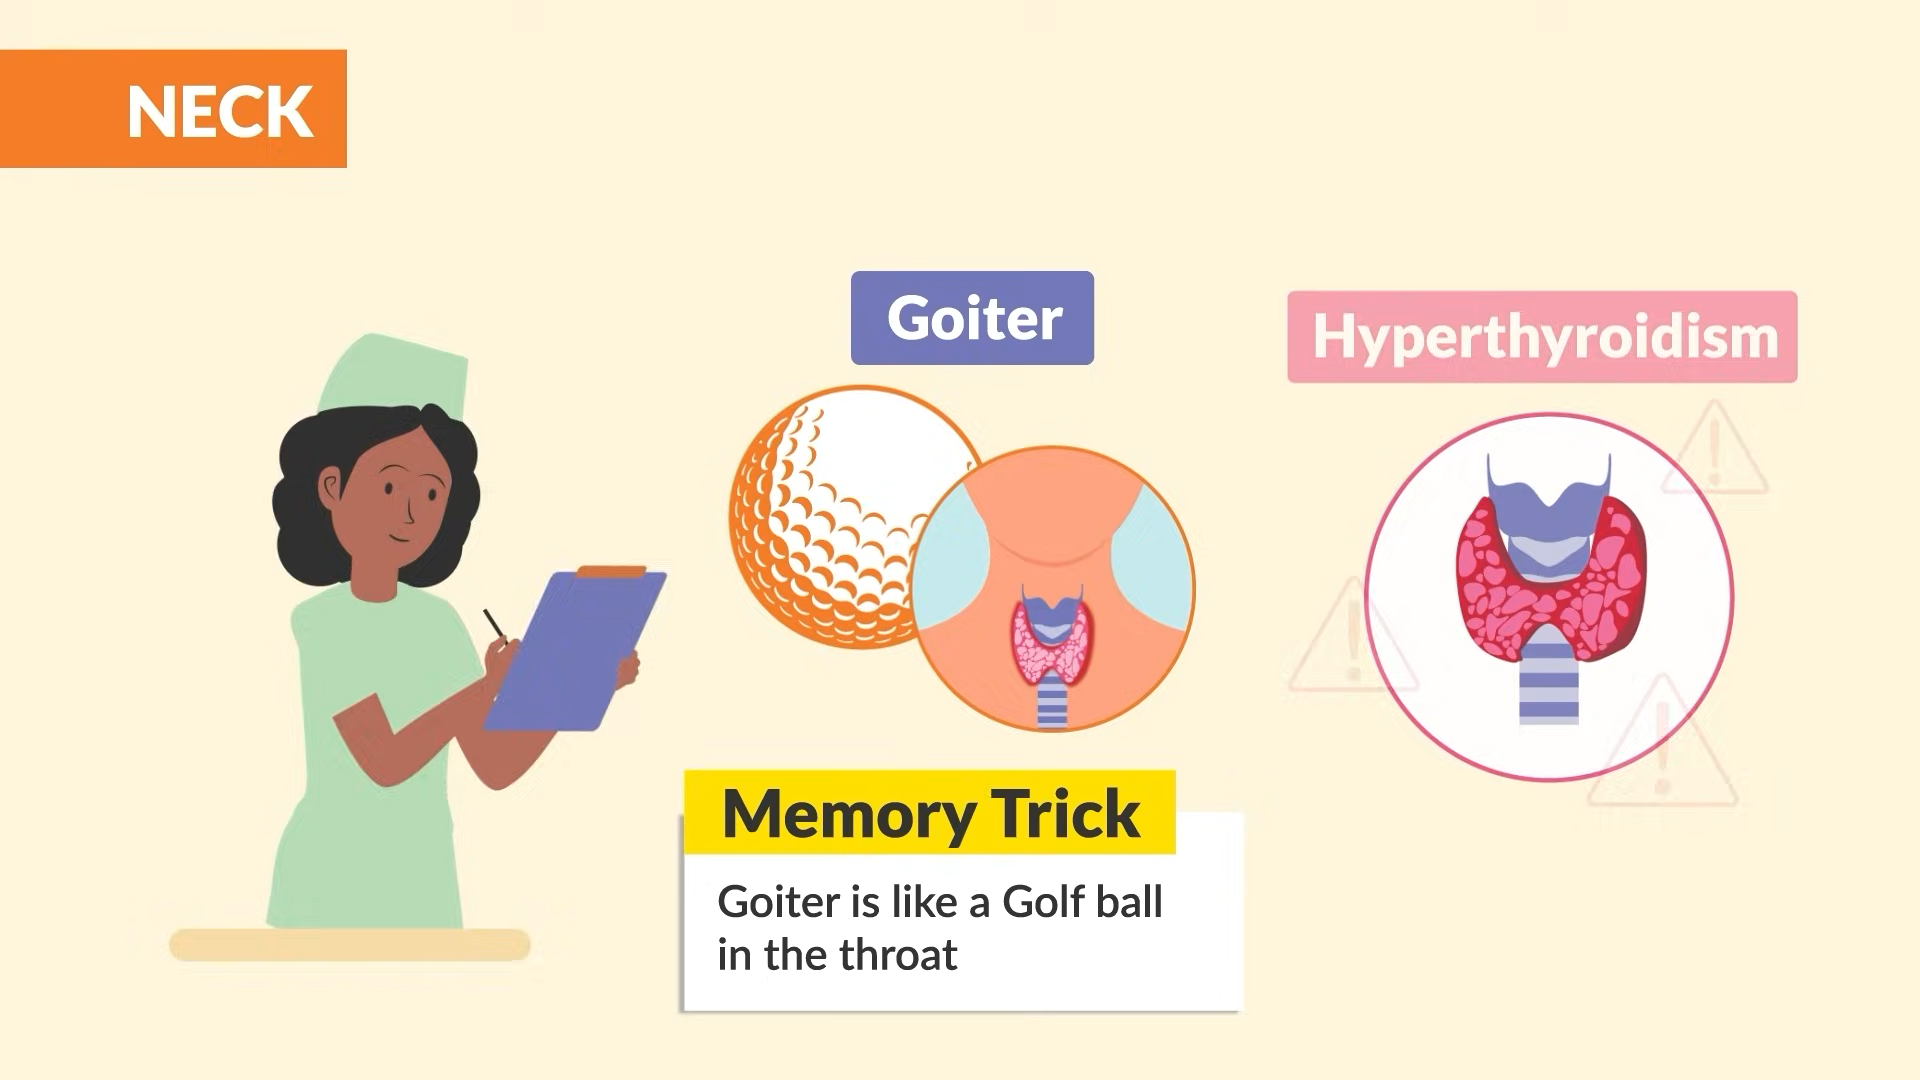 NECK
Goiter
Hyperthyroidism
Memory Trick
Goiter is like a Golf ball
in the throat